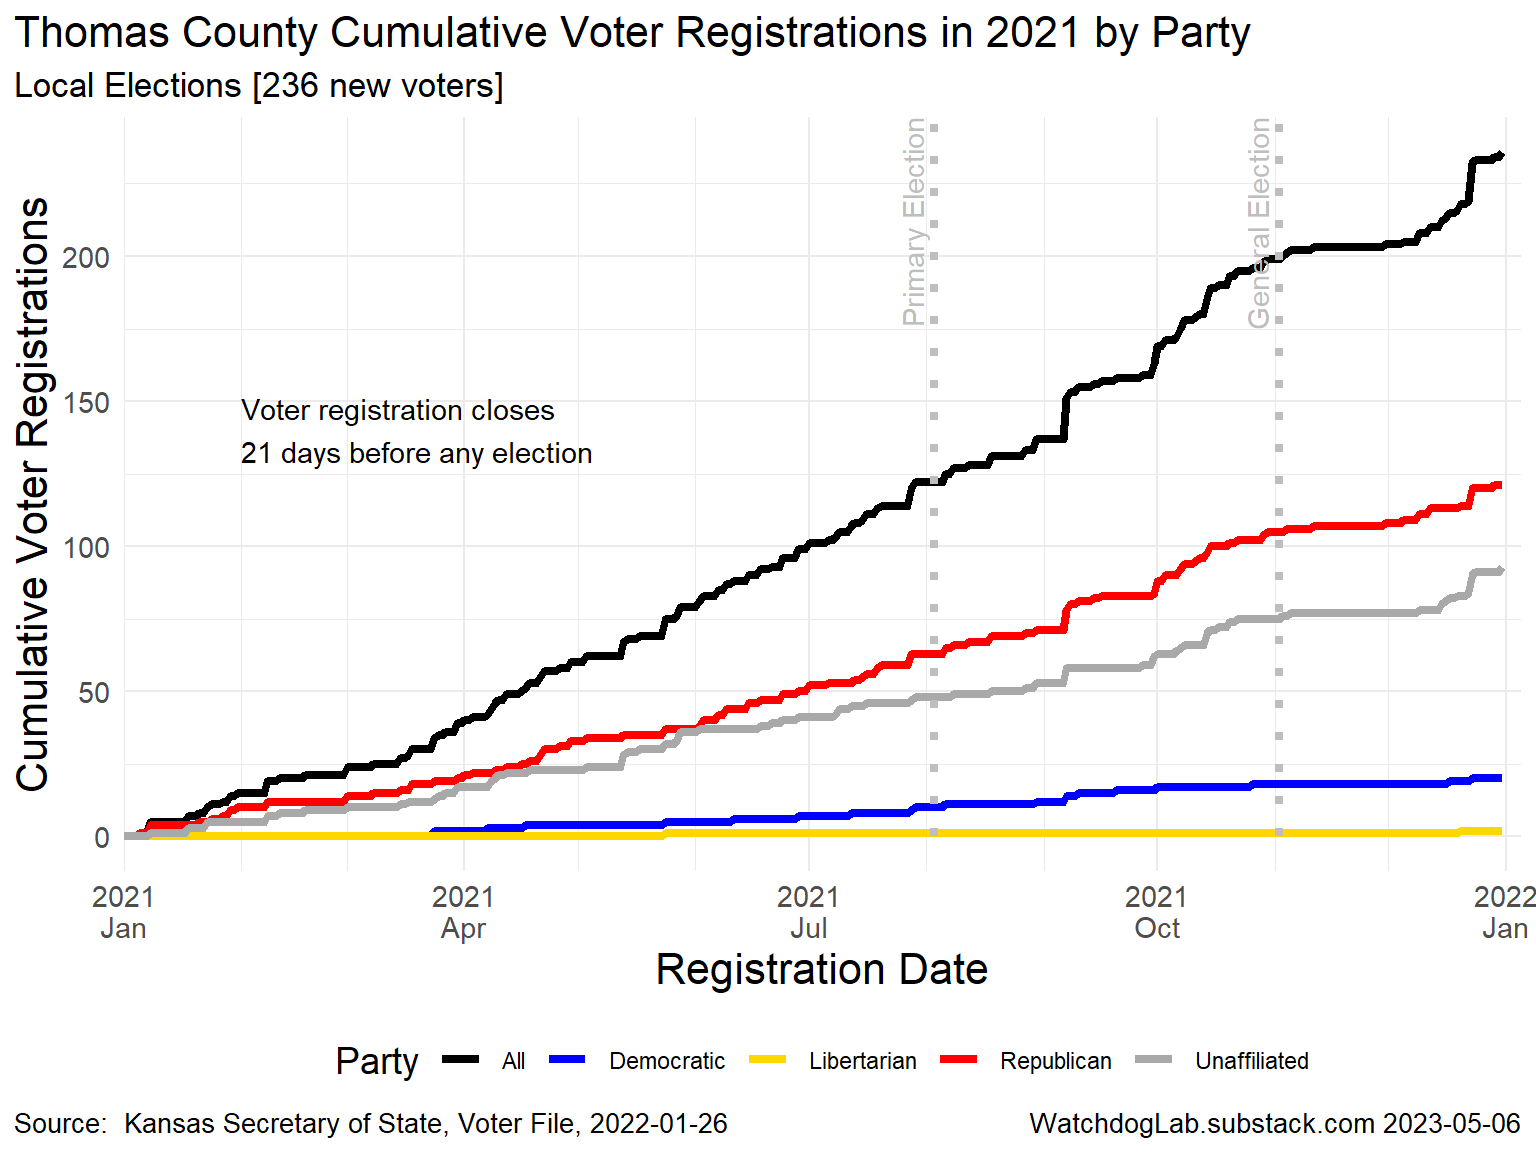 Thomas County Cumulative Voter Registrations in 2021 by Party
Local Elections [236 new voters]
Cumulative Voter Registrations
200
150
100
50
0
Primary Election
General Election
Voter registration closes
21 days before any election
2021 2021 2021 2021 2022
Jan Apr Jul Oct Jan
Registration Date
Party All Democratic Libertarian Republican Unaffiliated
Source:  Kansas Secretary of State, Voter File, 2022-01-26
WatchdogLab.substack.com 2023-05-06